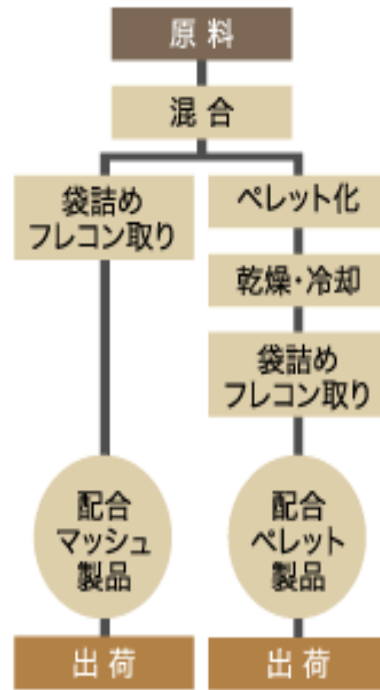 原料
混合
袋詰め
フレコン取り
配合
マッシュ
製品
出荷
ペレット化
乾燥・冷却
袋詰め
フレコン取り
配合
ペレット
製品
出荷